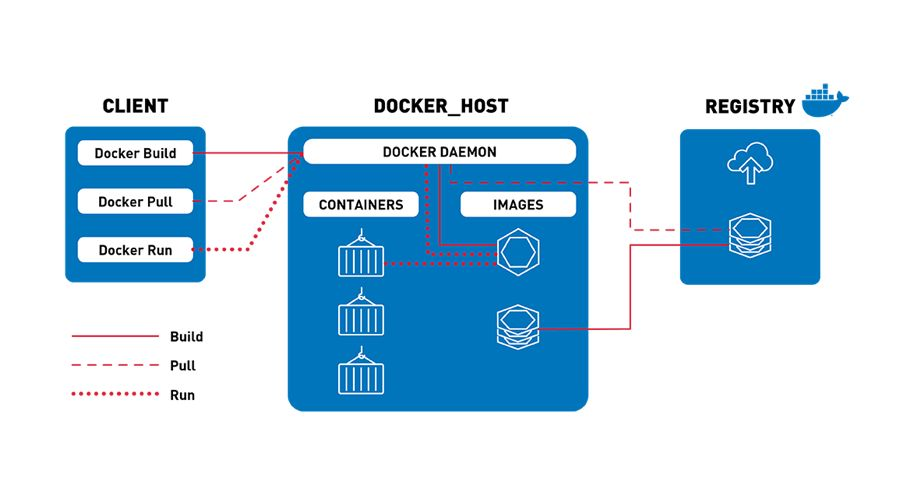 CLIENT
DOCKER_HOST
REGISTRY
Docker Build
DOCKER DAEMON
Docker Pull
CONTAINERS
IMAGES
Docker Run
Build
Pull
Run